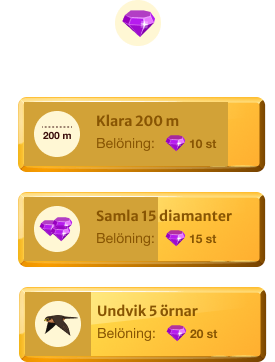 200 m
Klara 200 m
Belöning: 10 st
Samla 15 diamanter
Belöning: 15 st
Undvik 5 örnar
Belöning: 20 st